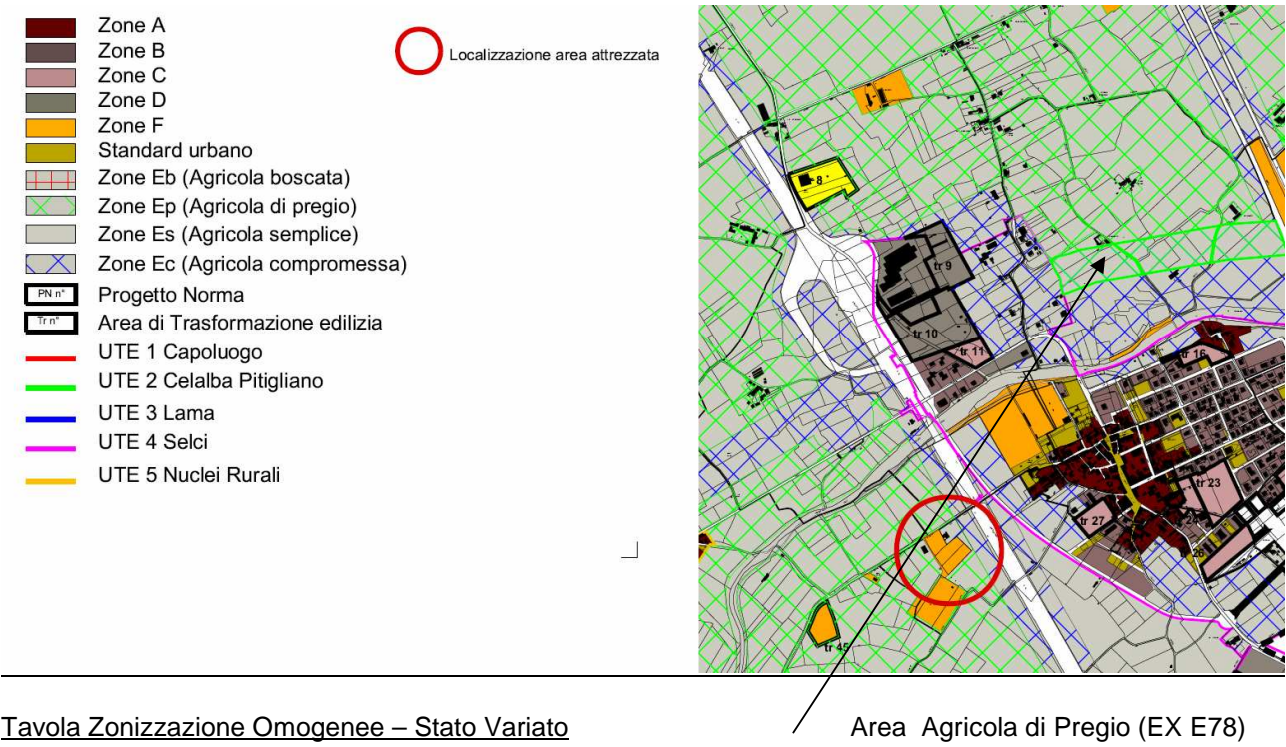 Zone A
Zone B
Zone C
Zone D
Zone F
Standard urbano
Zone Eb (Agricola boscata)
Zone Ep (Agricola di pregio)
Zone Es (Agricola semplice)
Zone Ec (Agricola compromessa)
PN n° Progetto Norma
Tr n° Area di Trasformazione edilizia
UTE 1 Capoluogo
UTE 2 Celalba Pitigliano
UTE 3 Lama
UTE 4 Selci
UTE 5 Nuclei Rurali
Localizzazione area attrezzata
8
tr 9
tr 10
tr 11
tr 16
tr 23
tr 27
tr 26
tr 45
Tavola Zonizzazione Omogenee – Stato Variato
Area Agricola di Pregio (EX E78)